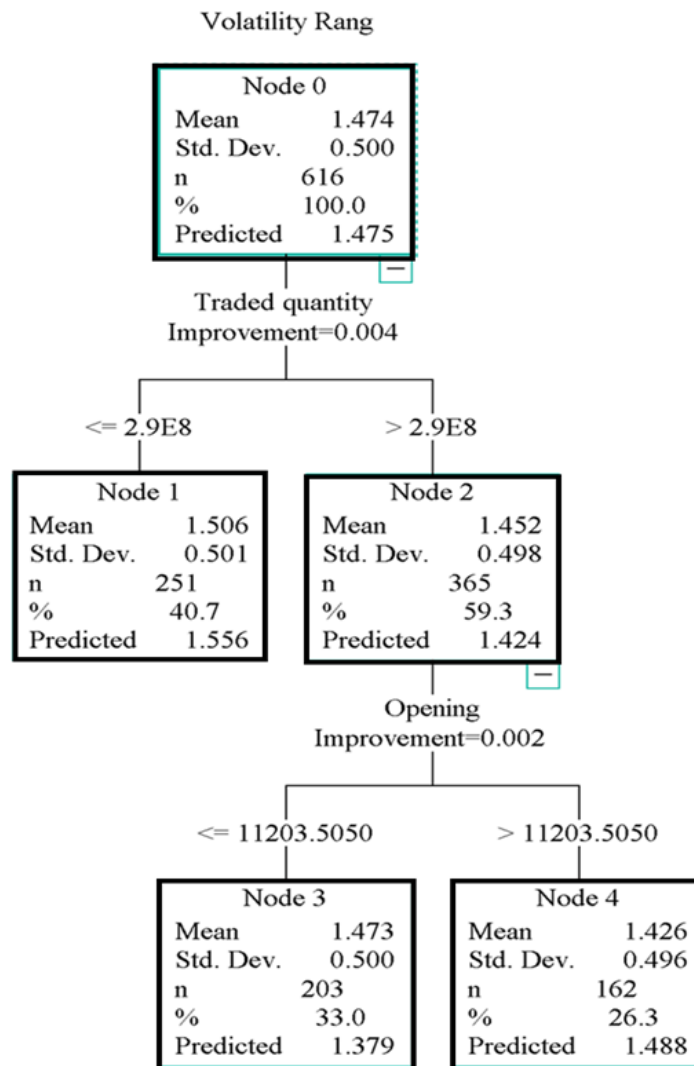 Volatility Rang
Node 0
Mean 1.474
Std. Dev. 0.500
n 616
% 100.0
Predicted 1.475
Traded quantity
Improvement=0.004
<= 2.9E8
> 2.9E8
Node 1
Mean 1.506
Std. Dev. 0.501
n 251
% 40.7
Predicted 1.556
Node 2
Mean 1.452
Std. Dev. 0.498
n 365
% 59.3
Predicted 1.424
Opening
Improvement=0.002
<= 11203.5050
> 11203.5050
Node 3
Mean 1.473
Std. Dev. 0.500
n 203
% 33.0
Predicted 1.379
Node 4
Mean 1.426
Std. Dev. 0.496
n 162
% 26.3
Predicted 1.488